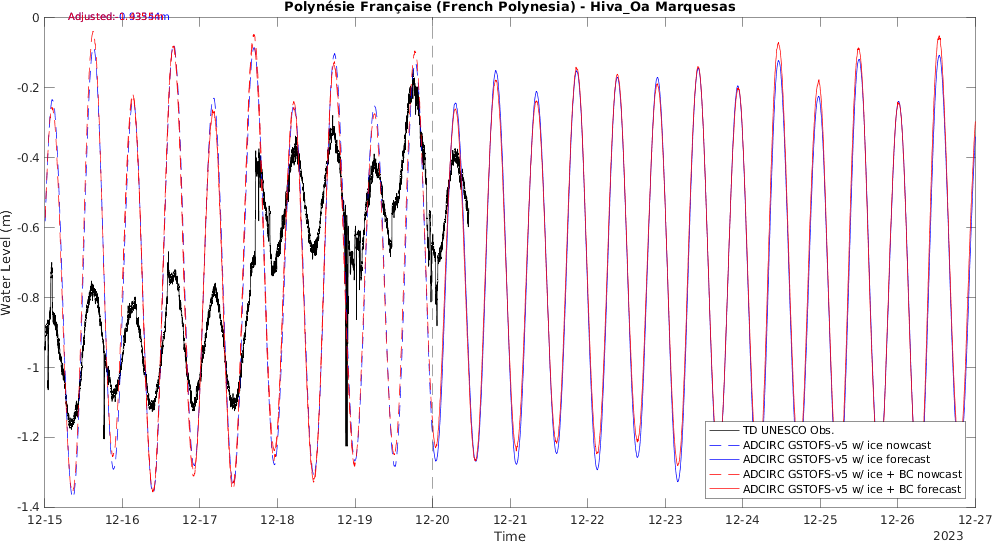 Polynésie Française (French Polynesia) - Hiva_Oa Marquesas
Adjusted:
Water Level (m)
0
-0.2
-0.4
-0.6
-0.8
-1
-1.2
-1.4
12-15 12-16 12-17 12-18 12-19 12-20 12-21 12-22 12-23 12-24 12-25 12-26 12-27
Time
2023
TD UNESCO Obs.
ADCIRC GSTOFS-v5 w/ ice nowcast
ADCIRC GSTOFS-v5 w/ ice forecast
ADCIRC GSTOFS-v5 w/ ice + BC nowcast
ADCIRC GSTOFS-v5 w/ ice + BC forecast